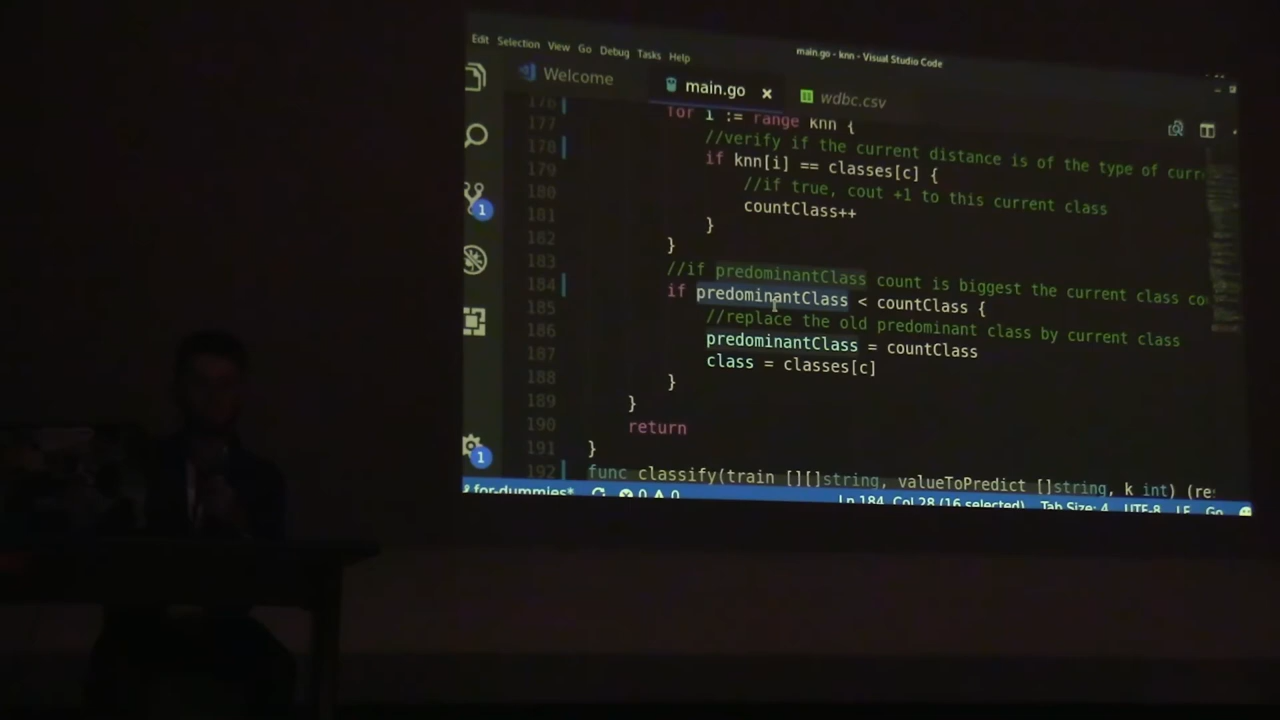 Edit Selection View Go Debug Tasks Help main.go - knn - Visual Studio Code
Welcome main.go × wdbc.csv
176
177 for i := range knn {
178 //verify if the current distance is of the type of curr
179 if knn[i] == classes[c] {
180 //if true, cout +1 to this current class
181 countClass++
182 }
183 }
184 //if predominantClass count is biggest the current class co
185 if predominantClass < countClass {
186 //replace the old predominant class by current class
187 predominantClass = countClass
188 class = classes[c]
189 }
190 }
191 return
192 }
func classify(train [][]string, valueToPredict []string, k int) (re
1
1
for-dummies* 0 0 Ln 184, Col 28 (16 selected) Tab Size: 4 UTF-8 LF Go